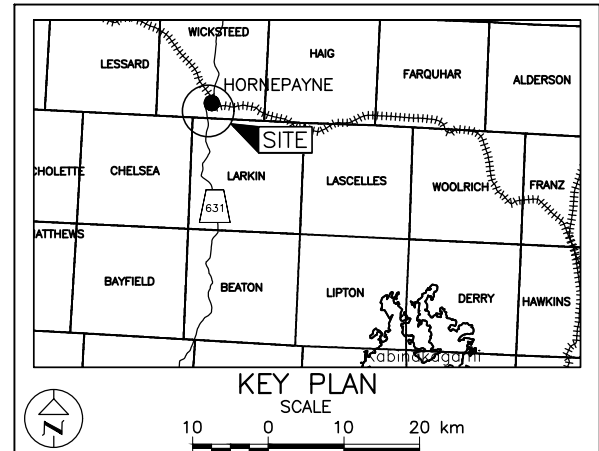 WICKSTEED
HAIG
LESSARD
FARQUHAR
ALDERSON
HORNEPAYNE
SITE
CHOLETTE
CHELSEA
LARKIN
LASCELLES
WOOLRICH
FRANZ
631
ATTHEWS
BAYFIELD
BEATON
LIPTON
DERRY
HAWKINS
Kabinakagami
KEY PLAN
SCALE
N
10 0 10 20 km